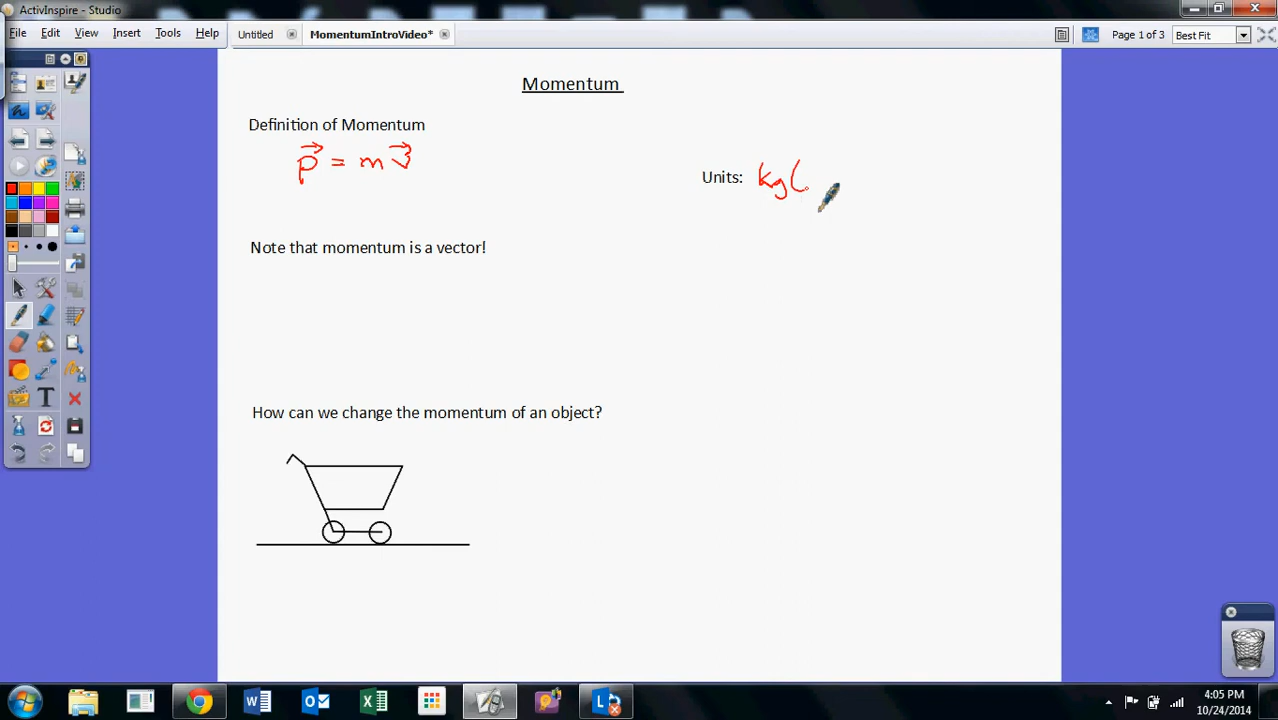 ActivInspire - Studio
File Edit View Insert Tools Help Untitled MomentumIntroVideo* Page 1 of 3 Best Fit
Momentum
Definition of Momentum
p⃗ = m v⃗
Units: kg(
Note that momentum is a vector!
How can we change the momentum of an object?
4:05 PM
10/24/2014